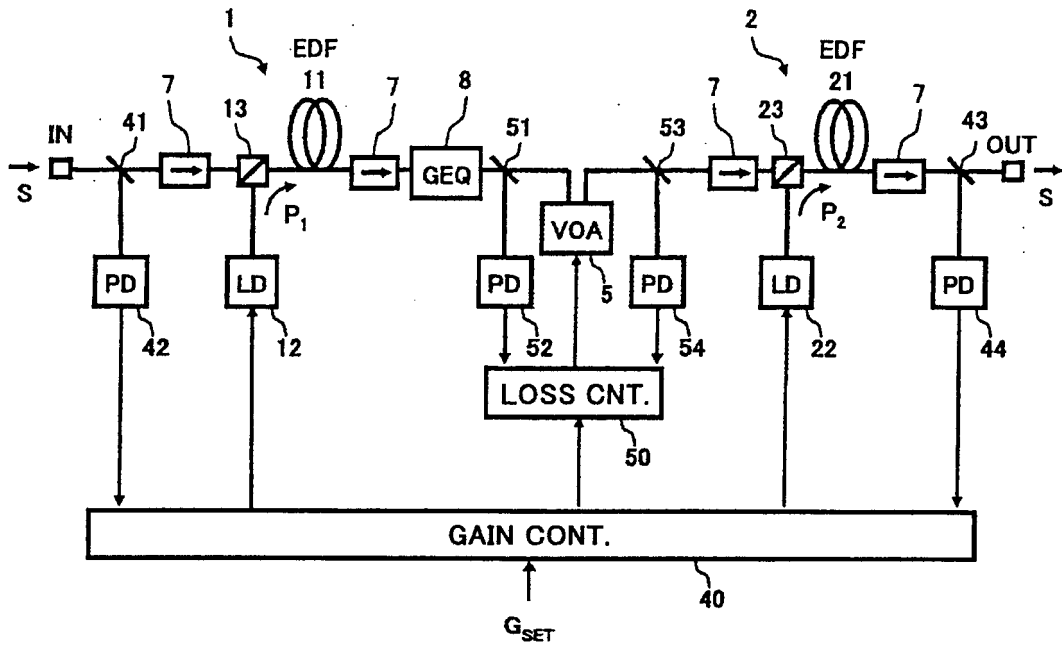 1
EDF
11
2
EDF
21
7
13
7
8
51
53
7
23
7
43
IN
41
OUT
S
GEQ
S
P1
VOA
P2
5
PD
LD
PD
PD
LD
PD
42
12
52
54
22
44
LOSS CNT.
50
GAIN CONT.
40
GSET